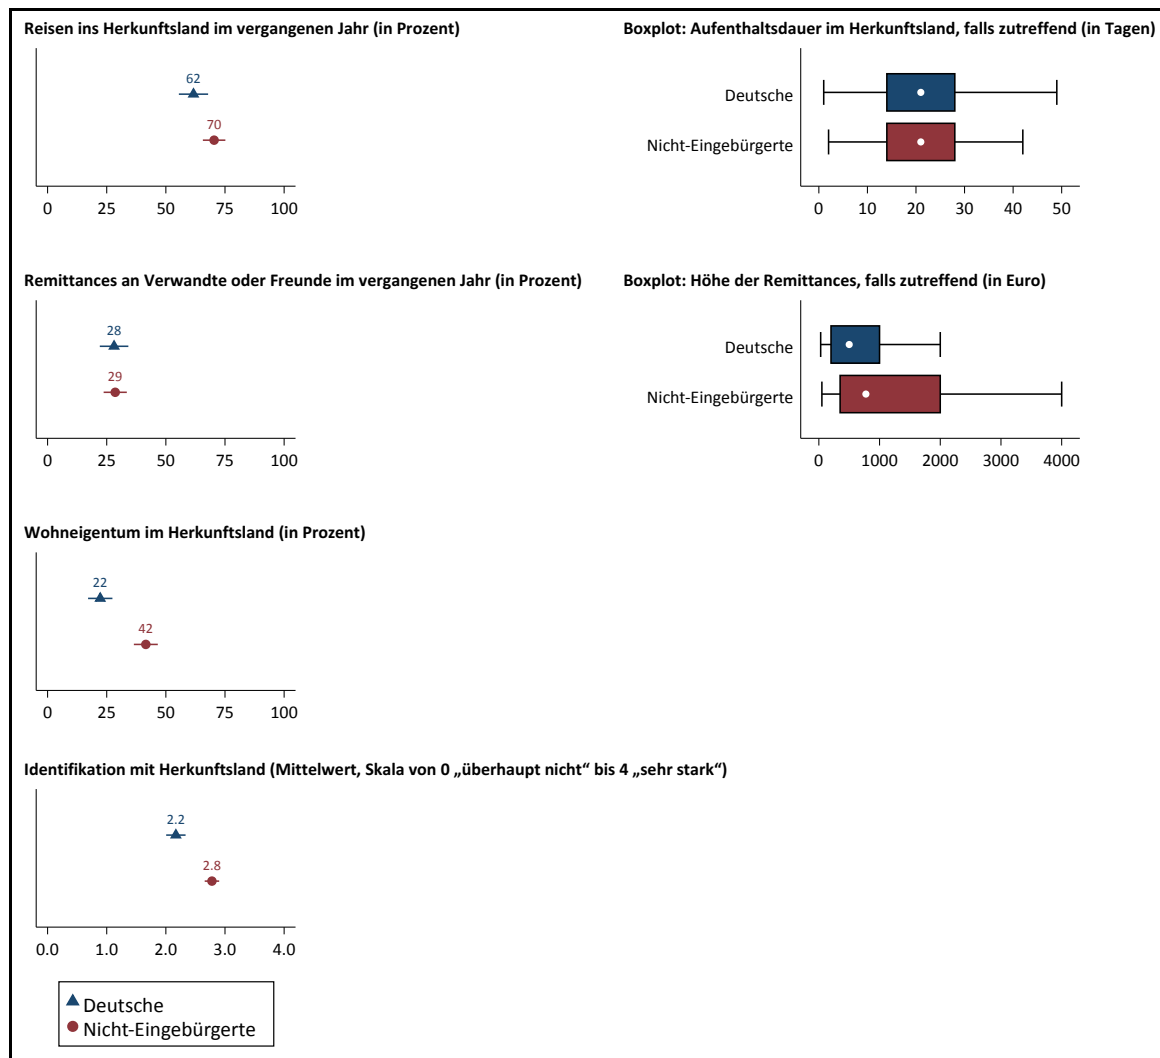 Reisen ins Herkunftsland im vergangenen Jahr (in Prozent)
62
70
0 25 50 75 100
Boxplot: Aufenthaltsdauer im Herkunftsland, falls zutreffend (in Tagen)
Deutsche
Nicht-Eingebürgerte
0 10 20 30 40 50
Remittances an Verwandte oder Freunde im vergangenen Jahr (in Prozent)
28
29
0 25 50 75 100
Boxplot: Höhe der Remittances, falls zutreffend (in Euro)
Deutsche
Nicht-Eingebürgerte
0 1000 2000 3000 4000
Wohneigentum im Herkunftsland (in Prozent)
22
42
0 25 50 75 100
Identifikation mit Herkunftsland (Mittelwert, Skala von 0 „überhaupt nicht“ bis 4 „sehr stark“)
2.2
2.8
0.0 1.0 2.0 3.0 4.0
Deutsche
Nicht-Eingebürgerte